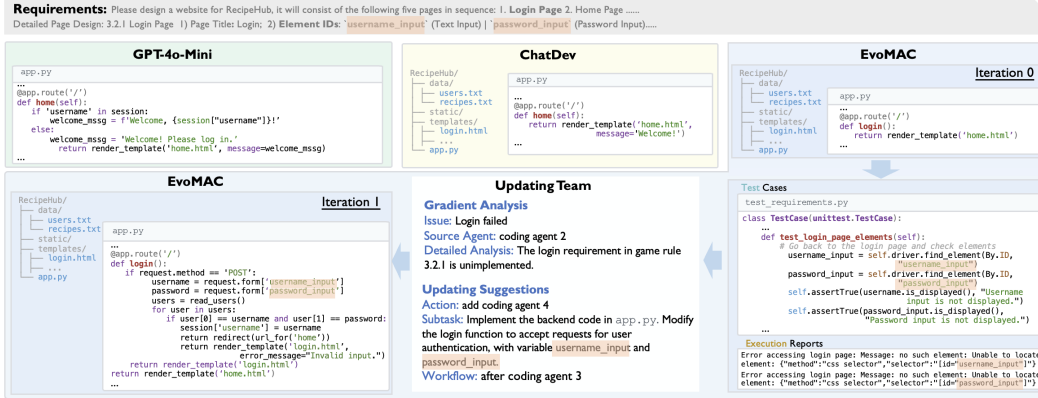 Requirements: Please design a website for RecipeHub, it will consist of the following five pages in sequence: 1. Login Page 2. Home Page ......
Detailed Page Design: 3.2.1 Login Page 1) Page Title: Login; 2) Element IDs: `username_input` (Text Input) | `password_input` (Password Input).....
GPT-4o-Mini
app.py
...
@app.route('/')
def home(self):
if 'username' in session:
welcome_mssg = f'Welcome, {session["username"]}!'
else:
welcome_mssg = 'Welcome! Please log in.'
return render_template('home.html', message=welcome_mssg)
...
ChatDev
RecipeHub/
data/
users.txt
recipes.txt
static/
templates/
login.html
...
app.py
app.py
...
@app.route('/')
def home(self):
return render_template('home.html',
message='Welcome!')
...
EvoMAC
Iteration 0
RecipeHub/
data/
users.txt
recipes.txt
static/
templates/
login.html
...
app.py
app.py
...
@app.route('/')
def login():
return render_template('home.html')
...
EvoMAC
Iteration 1
RecipeHub/
data/
users.txt
recipes.txt
static/
templates/
login.html
...
app.py
app.py
...
@app.route('/')
def login():
if request.method == 'POST':
username = request.form['username_input']
password = request.form['password_input']
users = read_users()
for user in users:
if user[0] == username and user[1] == password:
session['username'] = username
return redirect(url_for('home'))
return render_template('login.html',
error_message="Invalid input.")
return render_template('login.html')
return render_template('home.html')
...
Updating Team
Gradient Analysis
Issue: Login failed
Source Agent: coding agent 2
Detailed Analysis: The login requirement in game rule
3.2.1 is unimplemented.
Updating Suggestions
Action: add coding agent 4
Subtask: Implement the backend code in app.py. Modify
the login function to accept requests for user
authentication, with variable username_input and
password_input.
Workflow: after coding agent 3
Test Cases
test_requirements.py
class TestCase(unittest.TestCase):
...
def test_login_page_elements(self):
# Go back to the login page and check elements
username_input = self.driver.find_element(By.ID,
"username_input")
password_input = self.driver.find_element(By.ID,
"password_input")
self.assertTrue(username.is_displayed(), "Username
input is not displayed.")
self.assertTrue(password_input.is_displayed(),
"Password input is not displayed.")
...
Execution Reports
Error accessing login page: Message: no such element: Unable to locate
element: {"method":"css selector","selector":"[id="username_input"]"}
Error accessing login page: Message: no such element: Unable to locate
element: {"method":"css selector","selector":"[id="password_input"]"}